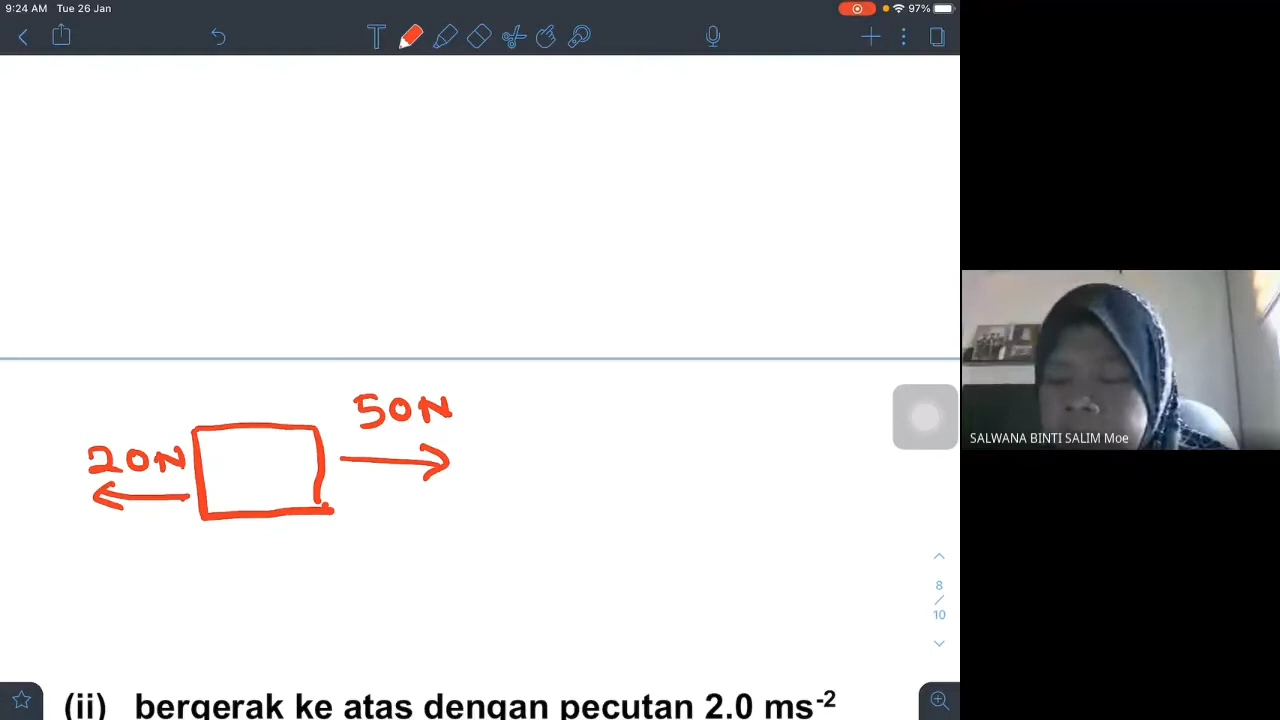 9:24 AM Tue 26 Jan
97%
T
50N
20N
SALWANA BINTI SALIM Moe
8
/
10
(ii) bergerak ke atas dengan pecutan 2.0 ms⁻²